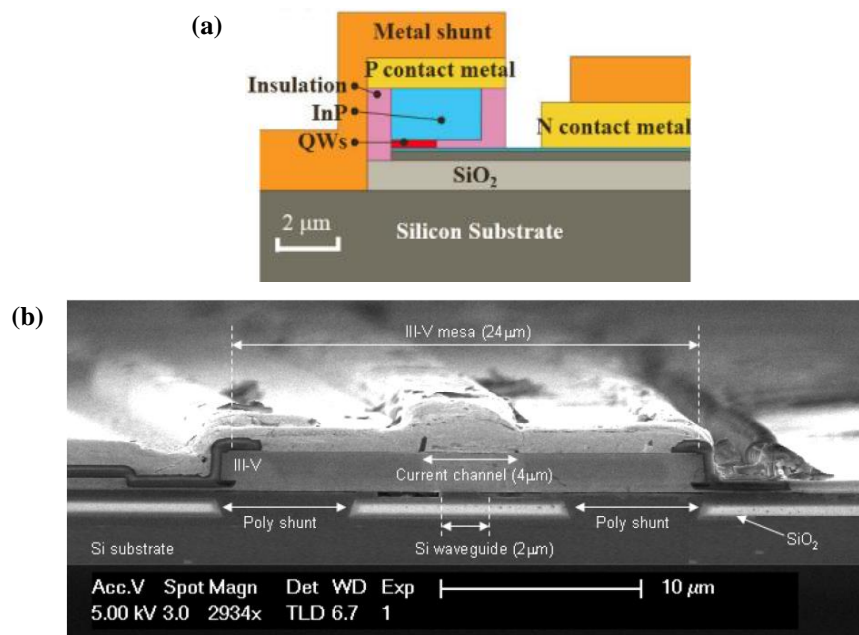 (a)
Metal shunt
P contact metal
Insulation
InP
QWs
N contact metal
SiO₂
2 μm
Silicon Substrate
(b)
III-V mesa (24μm)
III-V
Current channel (4μm)
Poly shunt
Poly shunt
Si waveguide (2μm)
SiO₂
Si substrate
Acc.V Spot Magn Det WD Exp
10 μm
5.00 kV 3.0 2934x TLD 6.7 1